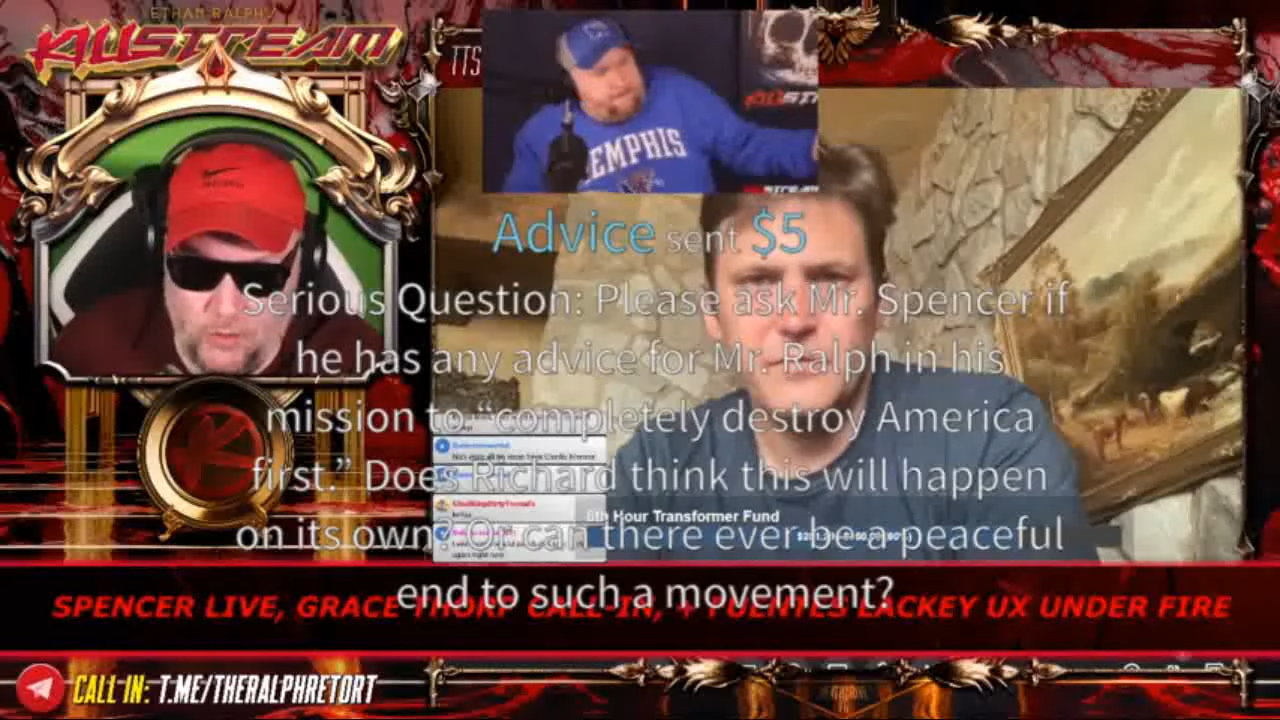 ETHAN RALPH'S
KILLSTREAM
TTS
MEMPHIS
Advice sent $5
Serious Question: Please ask Mr. Spencer if
he has any advice for Mr. Ralph in his
mission to “completely destroy America
first.” Does Richard think this will happen
on its own? Or can there ever be a peaceful
end to such a movement?
6th Hour Transformer Fund
SPENCER LIVE, GRACE THORP CALL-IN, + FUENTES LACKEY UX UNDER FIRE
CALL IN: T.ME/THERALPHRETORT